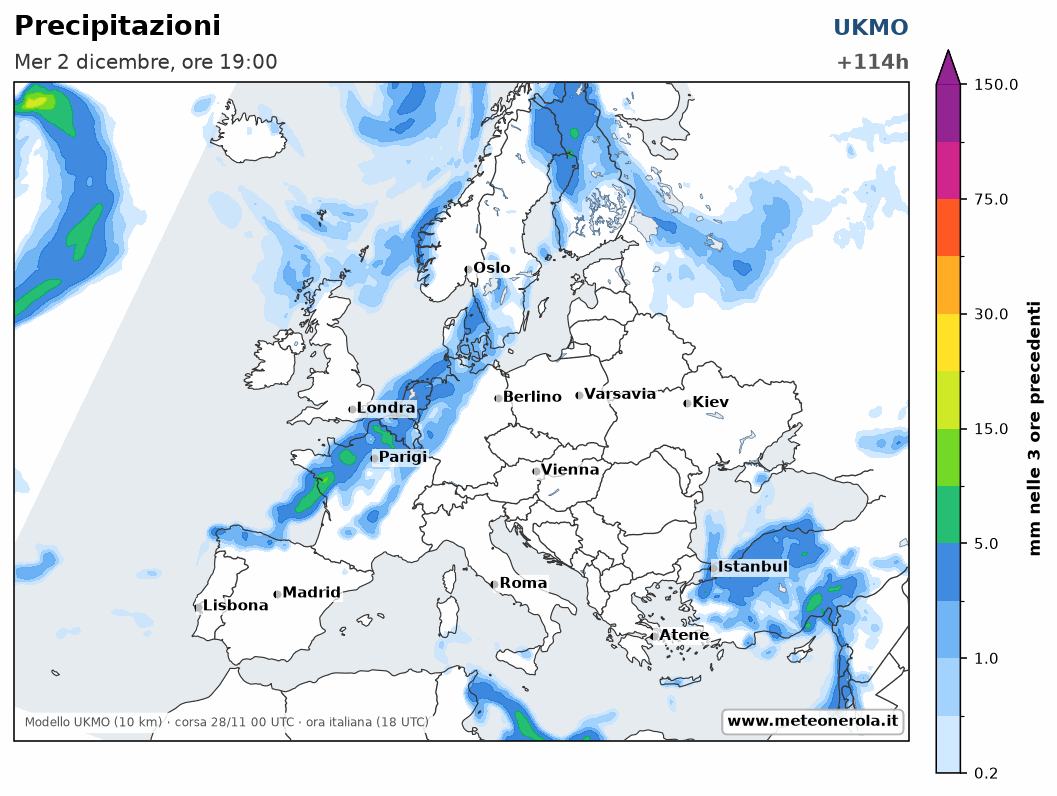 Precipitazioni
UKMO
Mer 2 dicembre, ore 19:00
+114h
150.0
75.0
30.0
15.0
5.0
1.0
0.2
mm nelle 3 ore precedenti
Oslo
Londra
Berlino
Varsavia
Kiev
Parigi
Vienna
Istanbul
Roma
Madrid
Lisbona
Atene
Modello UKMO (10 km) · corsa 28/11 00 UTC · ora italiana (18 UTC)
www.meteonerola.it